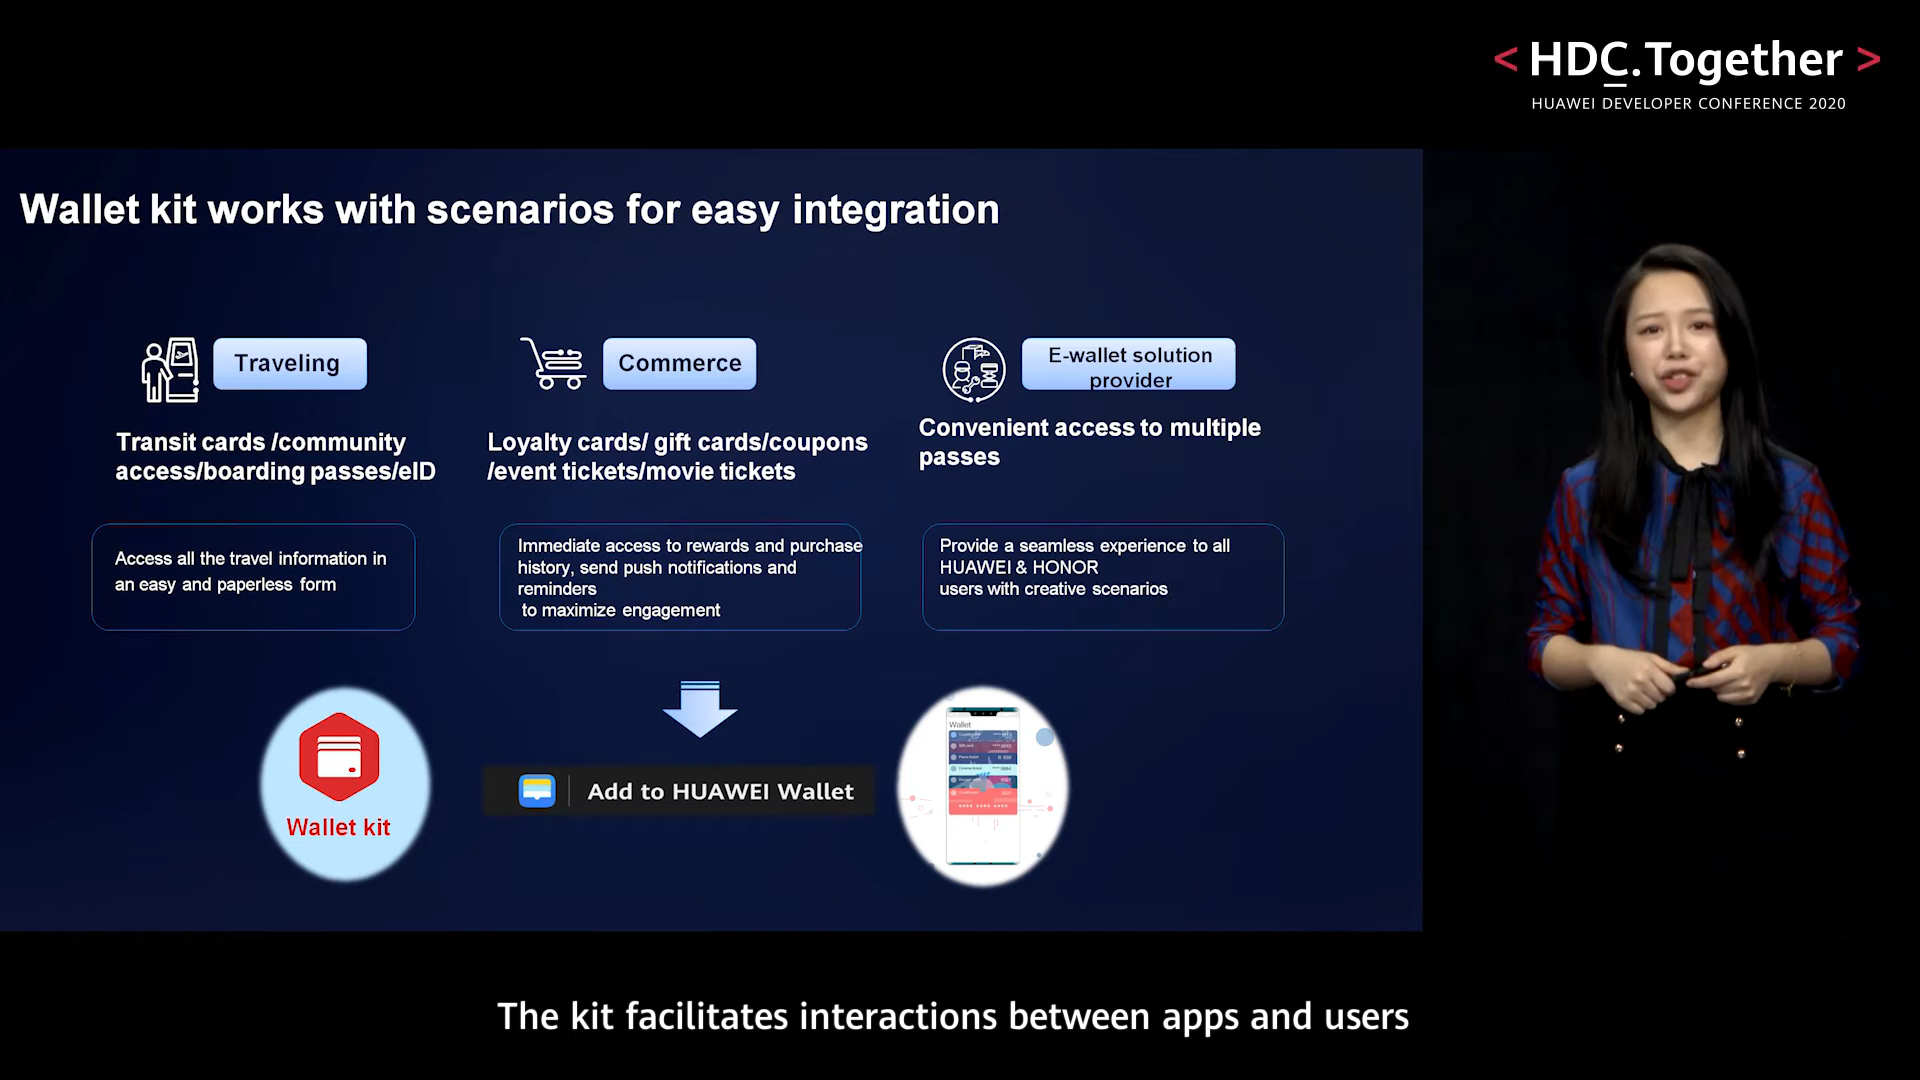 < HDC.Together >
HUAWEI DEVELOPER CONFERENCE 2020
Wallet kit works with scenarios for easy integration
Traveling
Transit cards /community
access/boarding passes/eID
Access all the travel information in
an easy and paperless form
Commerce
Loyalty cards/ gift cards/coupons
/event tickets/movie tickets
Immediate access to rewards and purchase
history, send push notifications and
reminders
to maximize engagement
E-wallet solution
provider
Convenient access to multiple
passes
Provide a seamless experience to all
HUAWEI & HONOR
users with creative scenarios
Wallet kit
Add to HUAWEI Wallet
Wallet
The kit facilitates interactions between apps and users